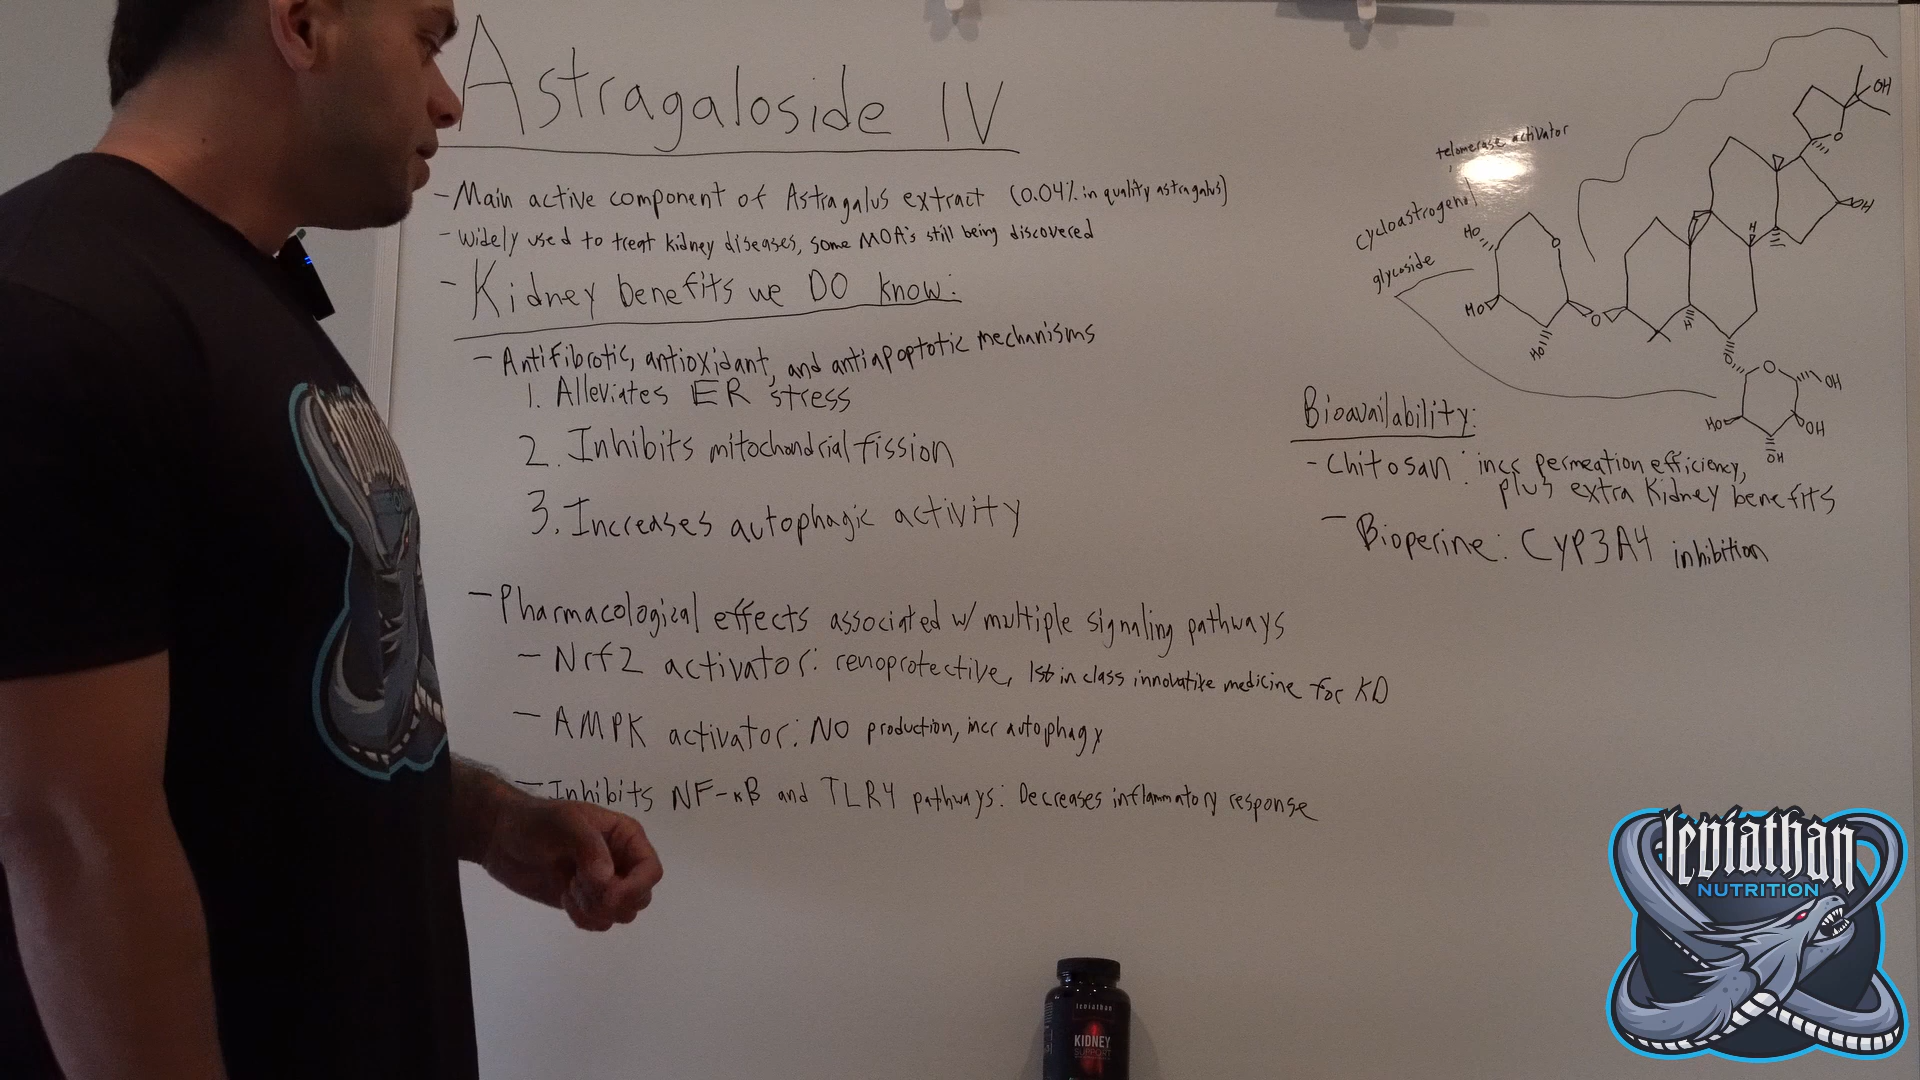 Astragaloside IV
- Main active component of Astragalus extract (0.04% in quality astragalus)
- Widely used to treat kidney diseases, some MOA's still being discovered
- Kidney benefits we DO know:
- Antifibrotic, antioxidant, and antiapoptotic mechanisms
1. Alleviates ER stress
2. Inhibits mitochondrial fission
3. Increases autophagic activity
- Pharmacological effects associated w/ multiple signaling pathways
- Nrf2 activator: renoprotective, 1st in class innovative medicine for KD
- AMPK activator: NO production, incr autophagy
- Inhibits NF-κB and TLR4 pathways: Decreases inflammatory response
telomerase activator
cycloastrogenol
glycoside
OH
O
OH
H
HO
O
HO
O
H
HO
O
O
OH
HO
OH
OH
Bioavailability:
- Chitosan: incr permeation efficiency,
plus extra kidney benefits
- Bioperine: CYP3A4 inhibition
leviathan
NUTRITION
leviathan
KIDNEY
SUPPORT